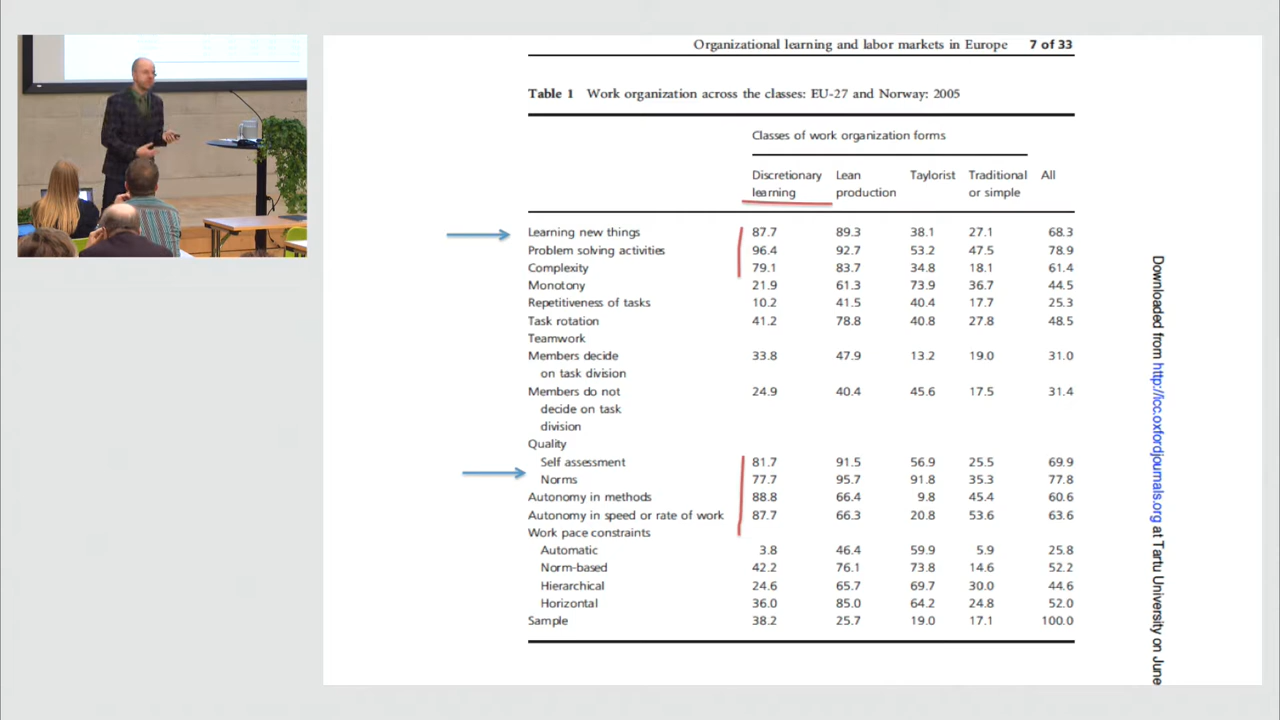 Organizational learning and labor markets in Europe 7 of 33
Table 1 Work organization across the classes: EU-27 and Norway: 2005
Classes of work organization forms
Discretionary Lean Taylorist Traditional All
learning production or simple
Learning new things 87.7 89.3 38.1 27.1 68.3
Problem solving activities 96.4 92.7 53.2 47.5 78.9
Complexity 79.1 83.7 34.8 18.1 61.4
Monotony 21.9 61.3 73.9 36.7 44.5
Repetitiveness of tasks 10.2 41.5 40.4 17.7 25.3
Task rotation 41.2 78.8 40.8 27.8 48.5
Teamwork
Members decide 33.8 47.9 13.2 19.0 31.0
on task division
Members do not 24.9 40.4 45.6 17.5 31.4
decide on task
division
Quality
Self assessment 81.7 91.5 56.9 25.5 69.9
Norms 77.7 95.7 91.8 35.3 77.8
Autonomy in methods 88.8 66.4 9.8 45.4 60.6
Autonomy in speed or rate of work 87.7 66.3 20.8 53.6 63.6
Work pace constraints
Automatic 3.8 46.4 59.9 5.9 25.8
Norm-based 42.2 76.1 73.8 14.6 52.2
Hierarchical 24.6 65.7 69.7 30.0 44.6
Horizontal 36.0 85.0 64.2 24.8 52.0
Sample 38.2 25.7 19.0 17.1 100.0
Downloaded from http://icc.oxfordjournals.org at Tartu University on June